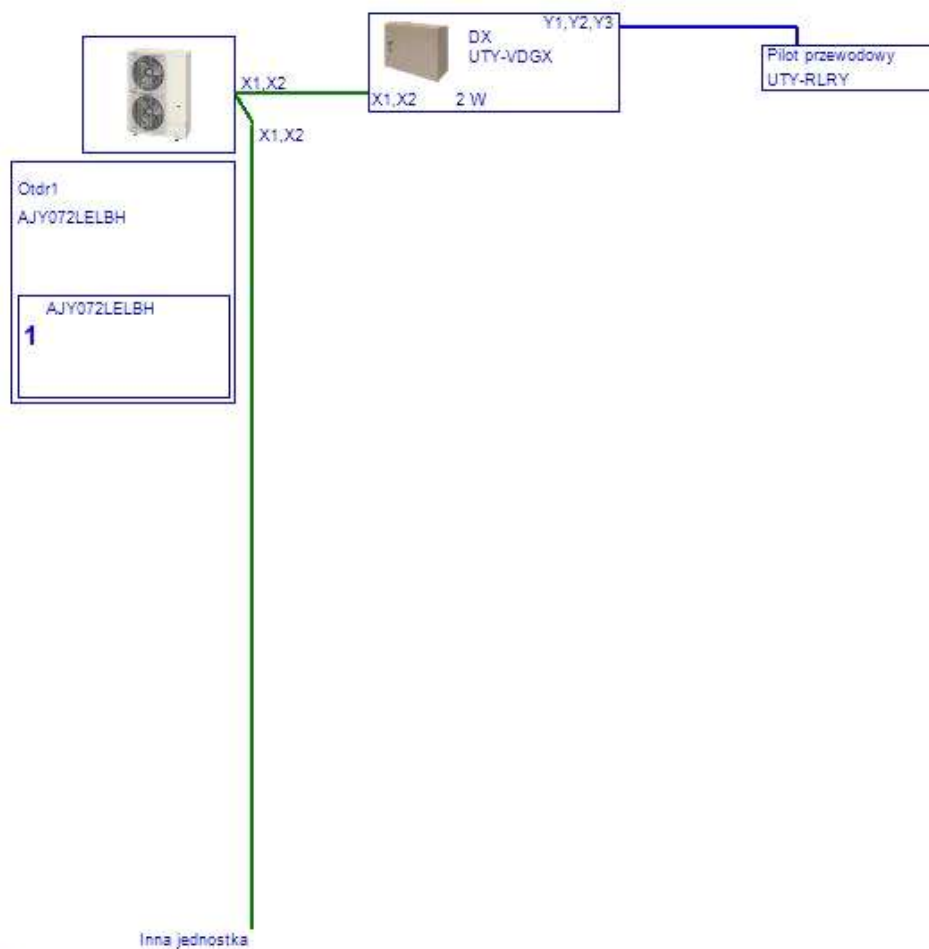 Y1,Y2,Y3
DX
UTY-VDGX
X1,X2 2 W
Pilot przewodowy
UTY-RLRY
X1,X2
X1,X2
Otdr1
AJY072LELBH
AJY072LELBH
1
Inna jednostka